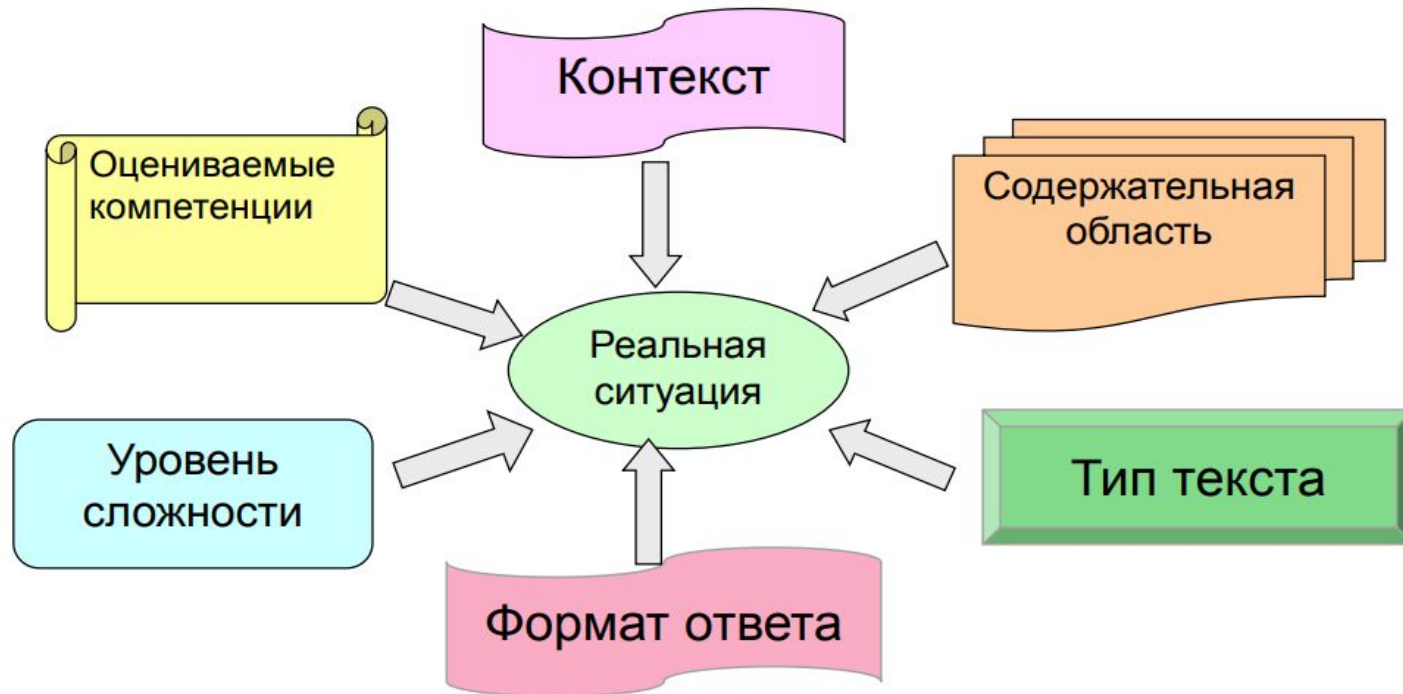 Контекст
Оцениваемые
компетенции
Содержательная
область
Реальная
ситуация
Уровень
сложности
Тип текста
Формат ответа